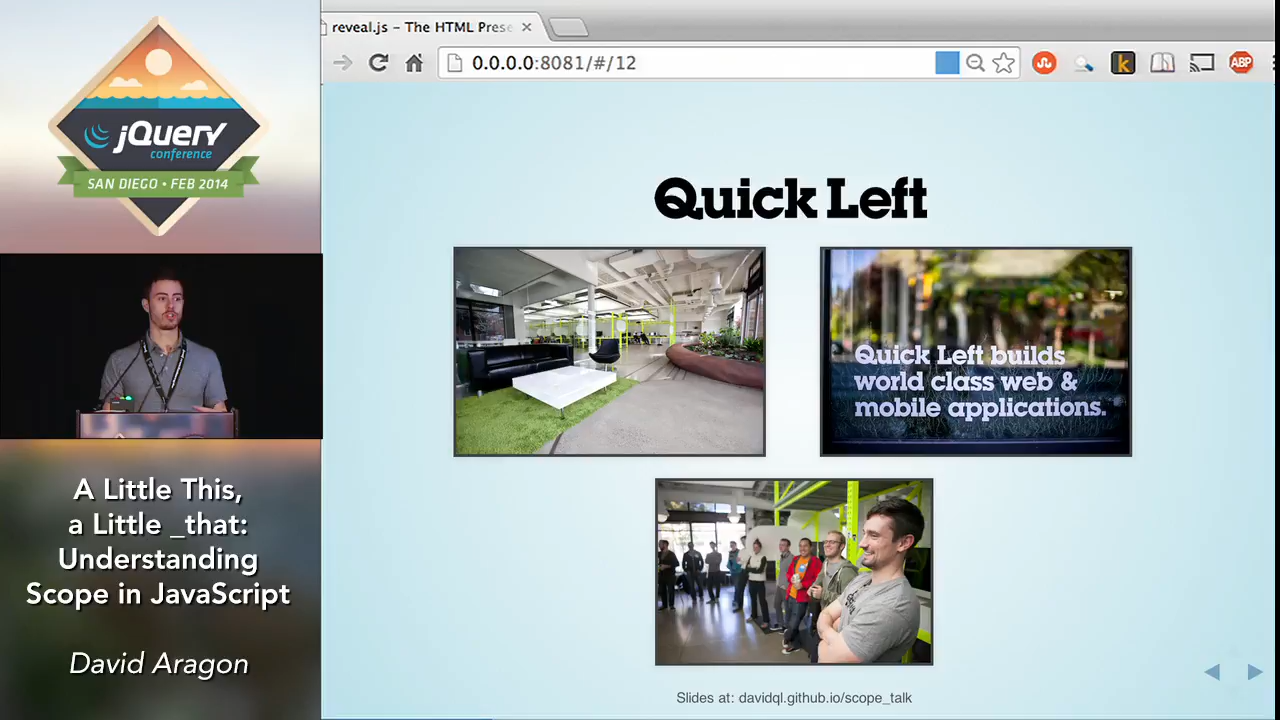 jQuery
conference
SAN DIEGO • FEB 2014
A Little This,
a Little _that:
Understanding
Scope in JavaScript
David Aragon
reveal.js – The HTML Prese
0.0.0.0:8081/#/12
k
ABP
Quick Left
Quick Left builds
world class web &
mobile applications.
Slides at: davidql.github.io/scope_talk